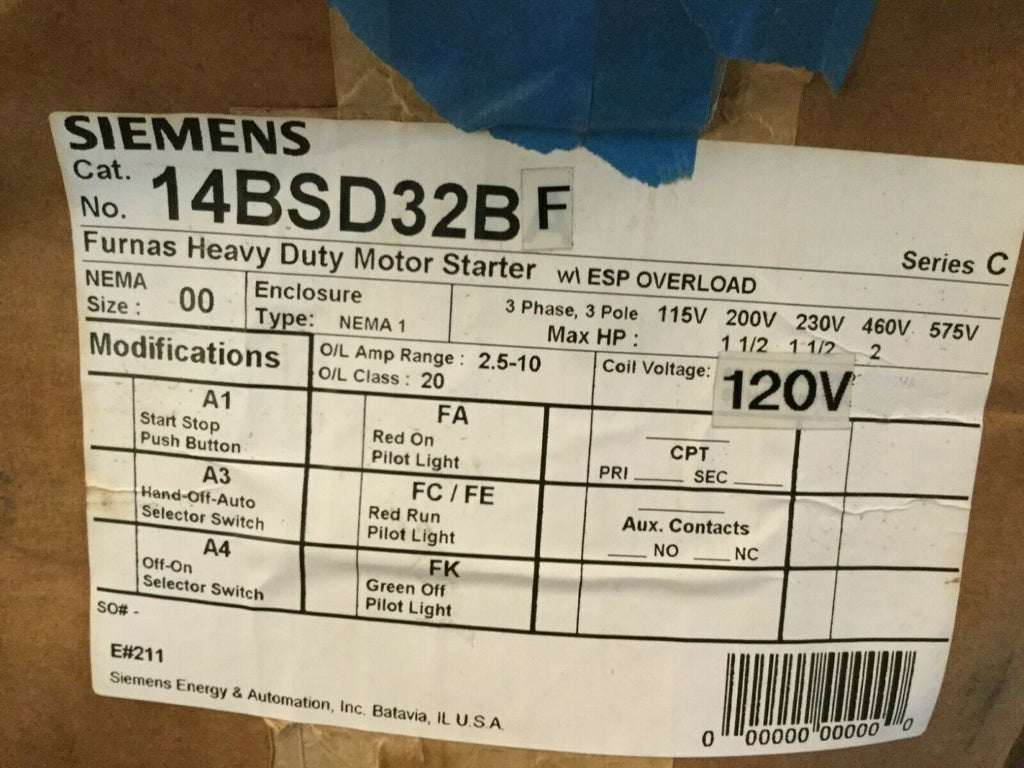 SIEMENS
Cat. No. 14BSD32B F
Furnas Heavy Duty Motor Starter w\ ESP OVERLOAD Series C
NEMA Size : 00
Enclosure Type: NEMA 1
3 Phase, 3 Pole 115V 200V 230V 460V 575V
Max HP : 1 1/2 1 1/2 2
Modifications
O/L Amp Range : 2.5-10
O/L Class : 20
Coil Voltage: 120V
A1
Start Stop
Push Button
FA
Red On
Pilot Light
CPT
PRI ____ SEC ____
A3
Hand-Off-Auto
Selector Switch
FC / FE
Red Run
Pilot Light
Aux. Contacts
____ NO ____ NC
A4
Off-On
Selector Switch
FK
Green Off
Pilot Light
SO# -
E#211
Siemens Energy & Automation, Inc. Batavia, IL U.S.A.
0 00000 00000 0